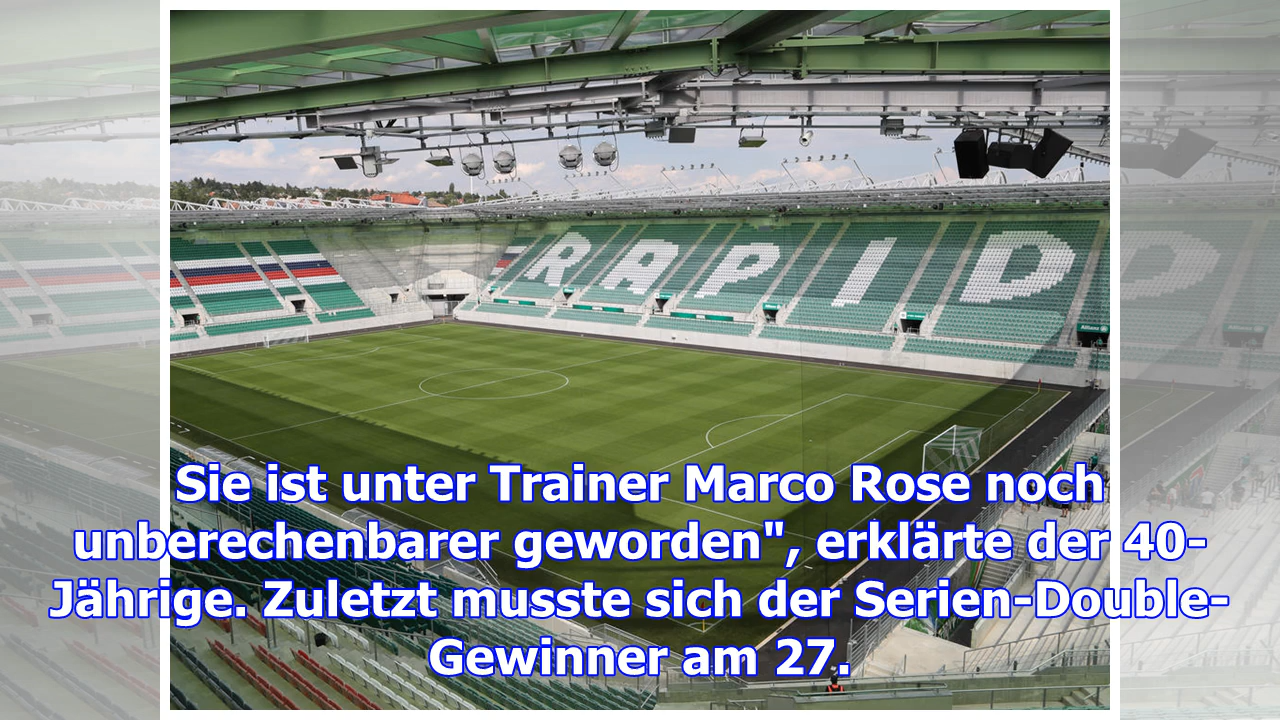 RAPID
Allianz
Sie ist unter Trainer Marco Rose noch
unberechenbarer geworden", erklärte der 40-
Jährige. Zuletzt musste sich der Serien-Double-
Gewinner am 27.